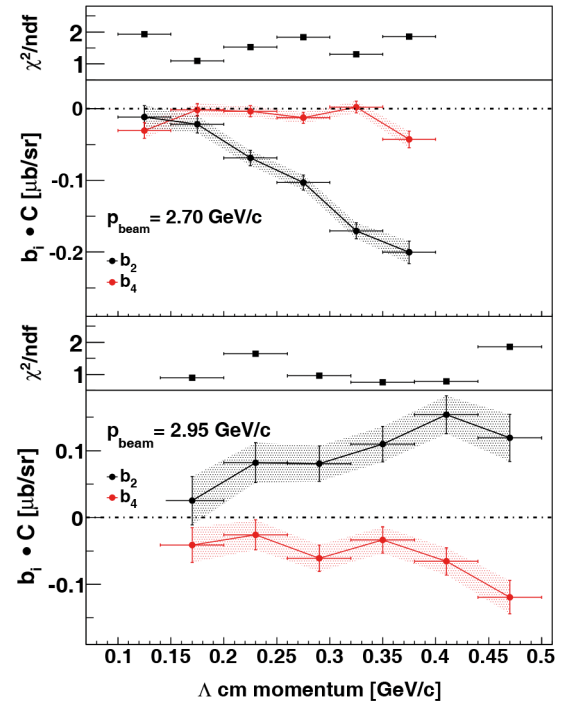 χ²/ndf
2
1
0
-0.1
-0.2
bᵢ • C [μb/sr]
p_beam = 2.70 GeV/c
b₂
b₄
χ²/ndf
2
1
p_beam = 2.95 GeV/c
b₂
b₄
bᵢ • C [μb/sr]
0.1
0
-0.1
0.1 0.15 0.2 0.25 0.3 0.35 0.4 0.45 0.5
Λ cm momentum [GeV/c]